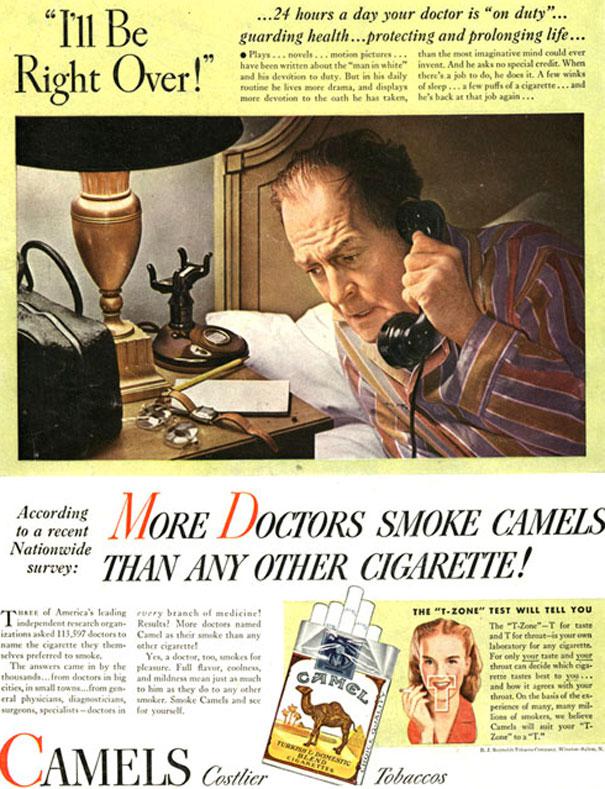 "I'll Be
Right Over!"
...24 hours a day your doctor is "on duty"...
guarding health...protecting and prolonging life...
● Plays... novels... motion pictures...
have been written about the "man in white"
and his devotion to duty. But in his daily
routine he lives more drama, and displays
more devotion to the oath he has taken,
than the most imaginative mind could ever
invent. And he asks no special credit. When
there's a job to do, he does it. A few winks
of sleep... a few puffs of a cigarette... and
he's back at that job again...
According
to a recent
Nationwide
survey:
MORE DOCTORS SMOKE CAMELS
THAN ANY OTHER CIGARETTE!
THREE of America's leading
independent research organ-
izations asked 113,597 doctors to
name the cigarette they them-
selves preferred to smoke.
The answers came in by the
thousands...from doctors in big
cities, in small towns...from gen-
eral physicians, diagnosticians,
surgeons, specialists—doctors in
every branch of medicine!
Results! More doctors named
Camel as their smoke than any
other cigarette!
Yes, a doctor, too, smokes for
pleasure. Full flavor, coolness,
and mildness mean just as much
to him as they do to any other
smoker. Smoke Camels and see
for yourself.
CAMEL
TURKISH & DOMESTIC
BLEND
CIGARETTES
CHOICE QUALITY
THE "T-ZONE" TEST WILL TELL YOU
The "T-Zone"—T for taste
and T for throat—is your own
laboratory for any cigarette.
For only your taste and your
throat can decide which ciga-
rette tastes best to you...
and how it agrees with your
throat. On the basis of the ex-
perience of many, many mil-
lions of smokers, we believe
Camels will suit your "T-
Zone" to a "T."
R. J. Reynolds Tobacco Company, Winston-Salem, N.
CAMELS Costlier Tobaccos